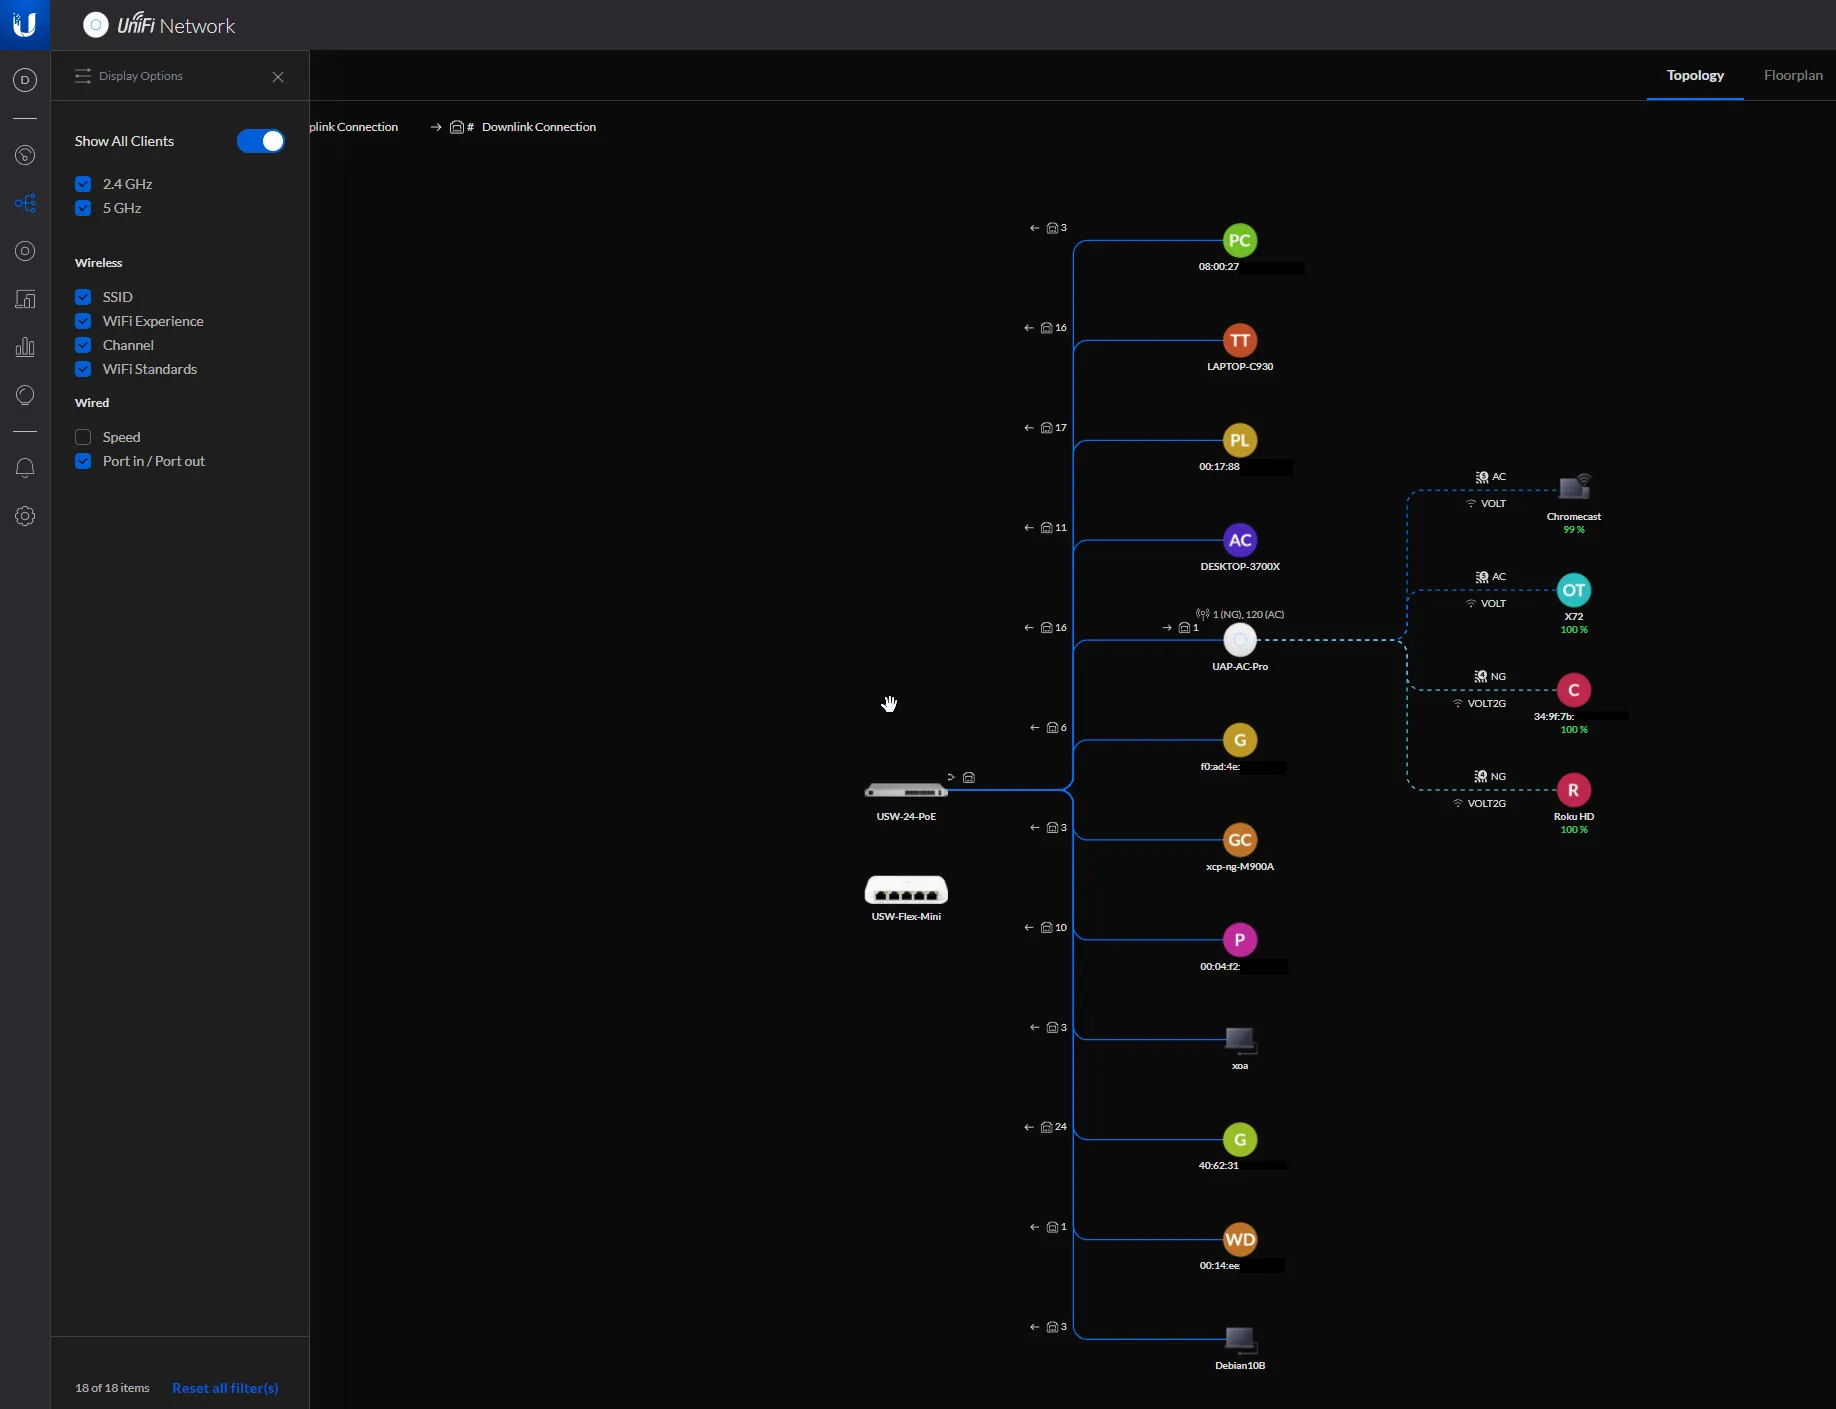 UniFi Network
D
Display Options
Topology
Floorplan
plink Connection
# Downlink Connection
Show All Clients
2.4 GHz
5 GHz
Wireless
SSID
WiFi Experience
Channel
WiFi Standards
Wired
Speed
Port in / Port out
3
PC
08:00:27
16
TT
LAPTOP-C930
17
PL
00:17:88
11
AC
DESKTOP-3700X
16
1 (NG), 120 (AC)
1
UAP-AC-Pro
AC
VOLT
Chromecast
99 %
AC
VOLT
OT
X72
100 %
NG
VOLT2G
C
34:9f:7b:
100 %
NG
VOLT2G
R
Roku HD
100 %
6
G
f0:ad:4e:
USW-24-PoE
3
GC
xcp-ng-M900A
USW-Flex-Mini
10
P
00:04:f2:
3
xoa
24
G
40:62:31
1
WD
00:14:ee:
3
Debian10B
18 of 18 items
Reset all filter(s)